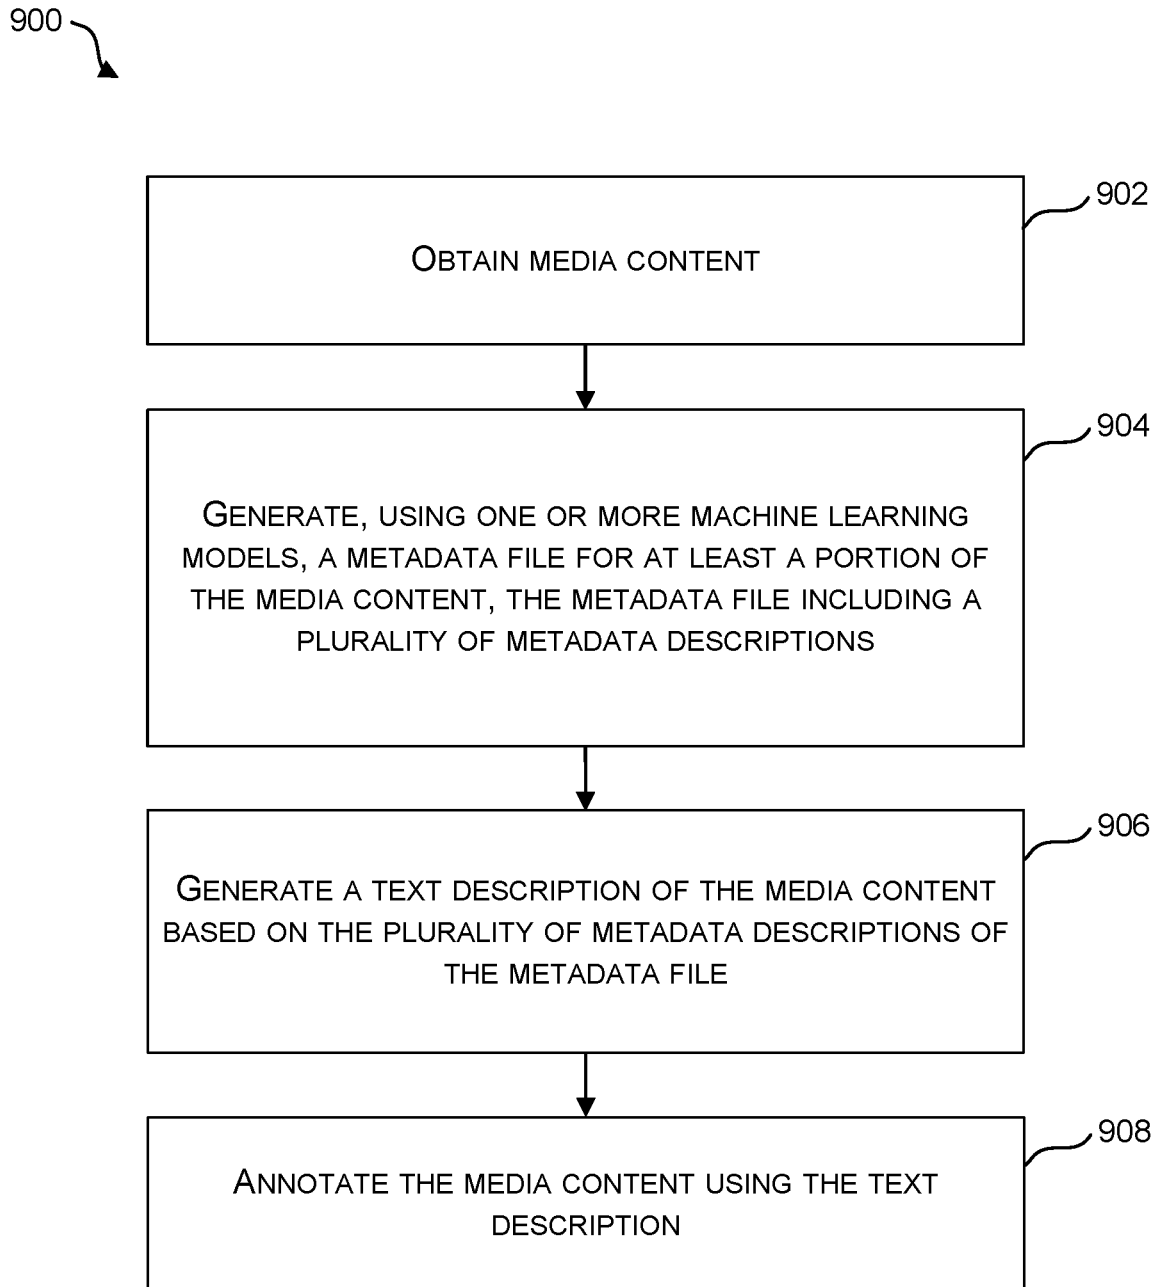 900
902
OBTAIN MEDIA CONTENT
904
GENERATE, USING ONE OR MORE MACHINE LEARNING
MODELS, A METADATA FILE FOR AT LEAST A PORTION OF
THE MEDIA CONTENT, THE METADATA FILE INCLUDING A
PLURALITY OF METADATA DESCRIPTIONS
906
GENERATE A TEXT DESCRIPTION OF THE MEDIA CONTENT
BASED ON THE PLURALITY OF METADATA DESCRIPTIONS OF
THE METADATA FILE
908
ANNOTATE THE MEDIA CONTENT USING THE TEXT
DESCRIPTION